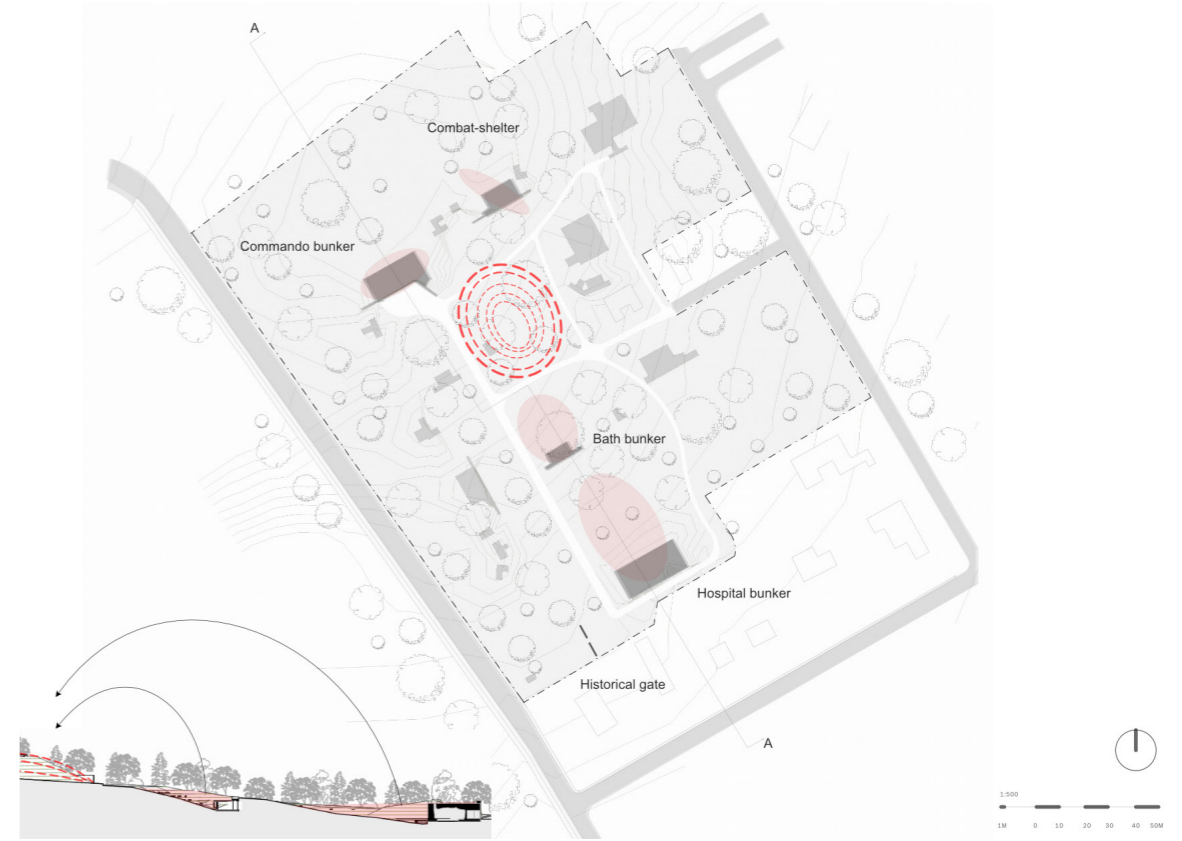 A
Combat-shelter
Commando bunker
Bath bunker
Hospital bunker
Historical gate
A
1:500
1M 0 10 20 30 40 50M